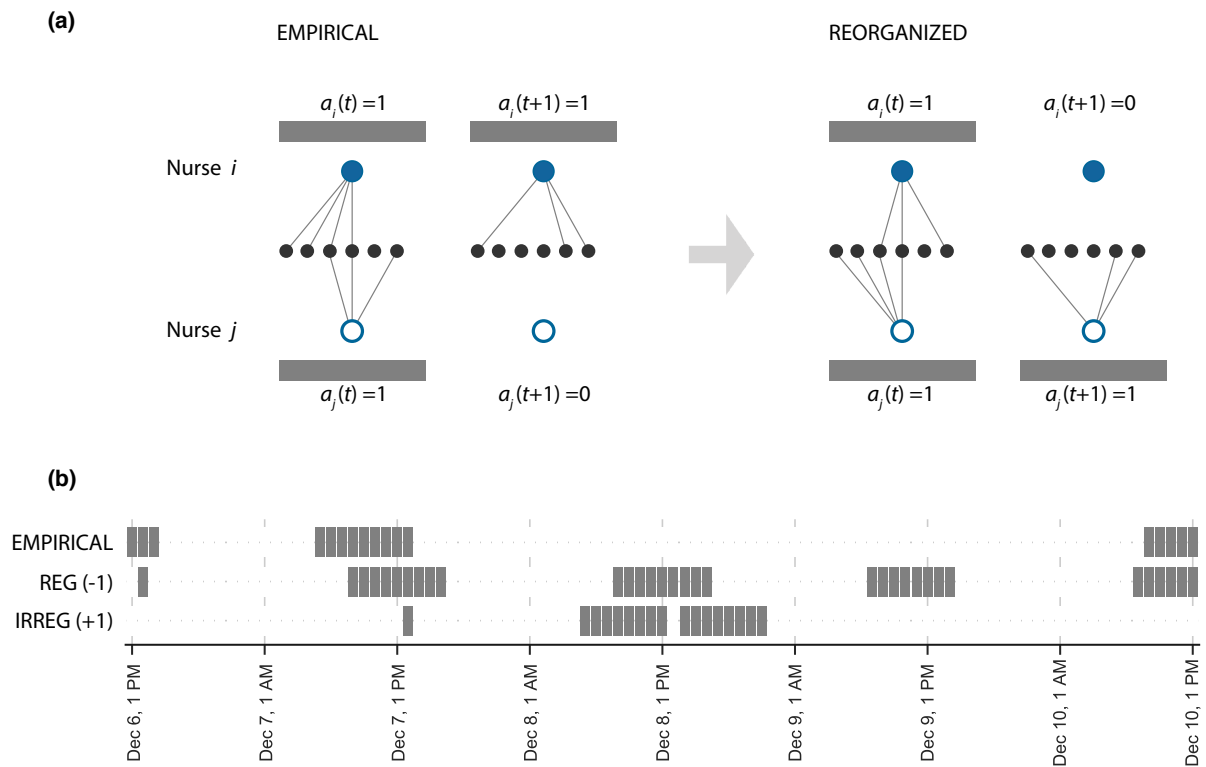 (a)
EMPIRICAL
REORGANIZED
a_i(t) =1
a_i(t+1) =1
a_i(t) =1
a_i(t+1) =0
Nurse i
Nurse j
a_j(t) =1
a_j(t+1) =0
a_j(t) =1
a_j(t+1) =1
(b)
EMPIRICAL
REG (-1)
IRREG (+1)
Dec 6, 1 PM
Dec 7, 1 AM
Dec 7, 1 PM
Dec 8, 1 AM
Dec 8, 1 PM
Dec 9, 1 AM
Dec 9, 1 PM
Dec 10, 1 AM
Dec 10, 1 PM